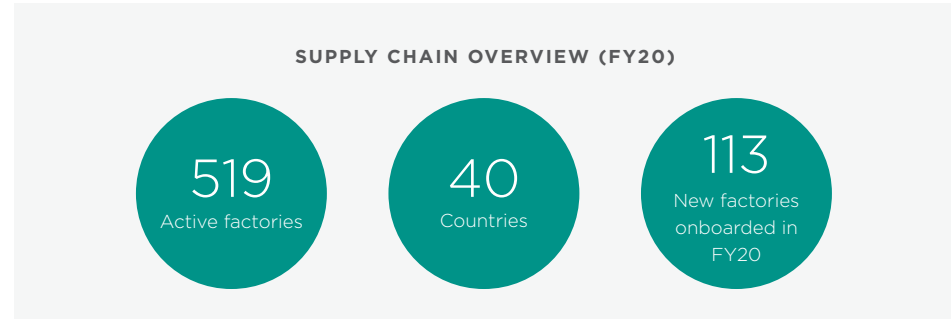 SUPPLY CHAIN OVERVIEW (FY20)
519
Active factories
40
Countries
113
New factories
onboarded in
FY20